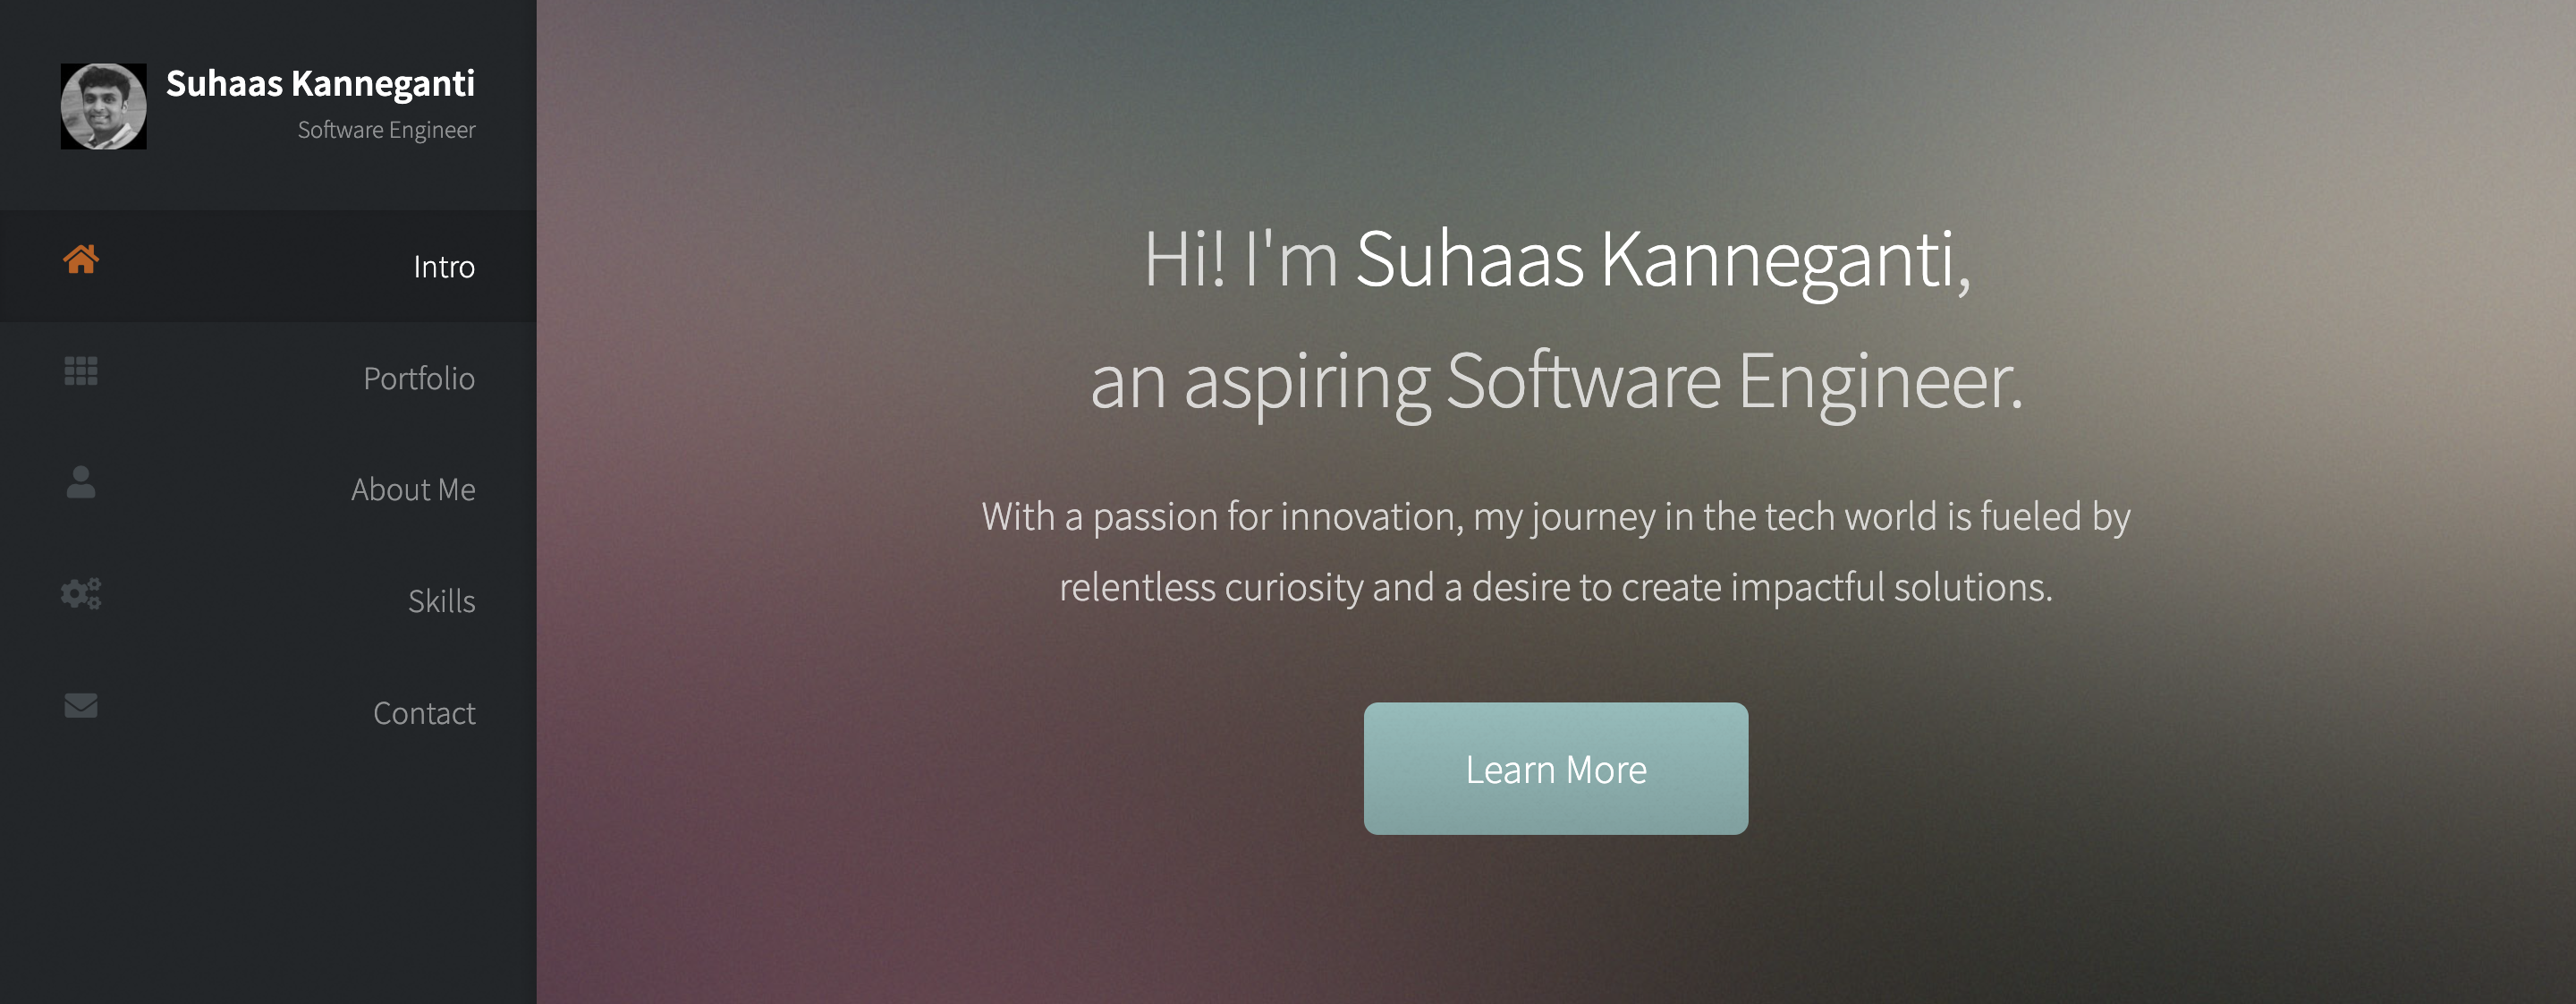 Suhaas Kanneganti
Software Engineer
Intro
Portfolio
About Me
Skills
Contact
Hi! I'm Suhaas Kanneganti,
an aspiring Software Engineer.
With a passion for innovation, my journey in the tech world is fueled by
relentless curiosity and a desire to create impactful solutions.
Learn More